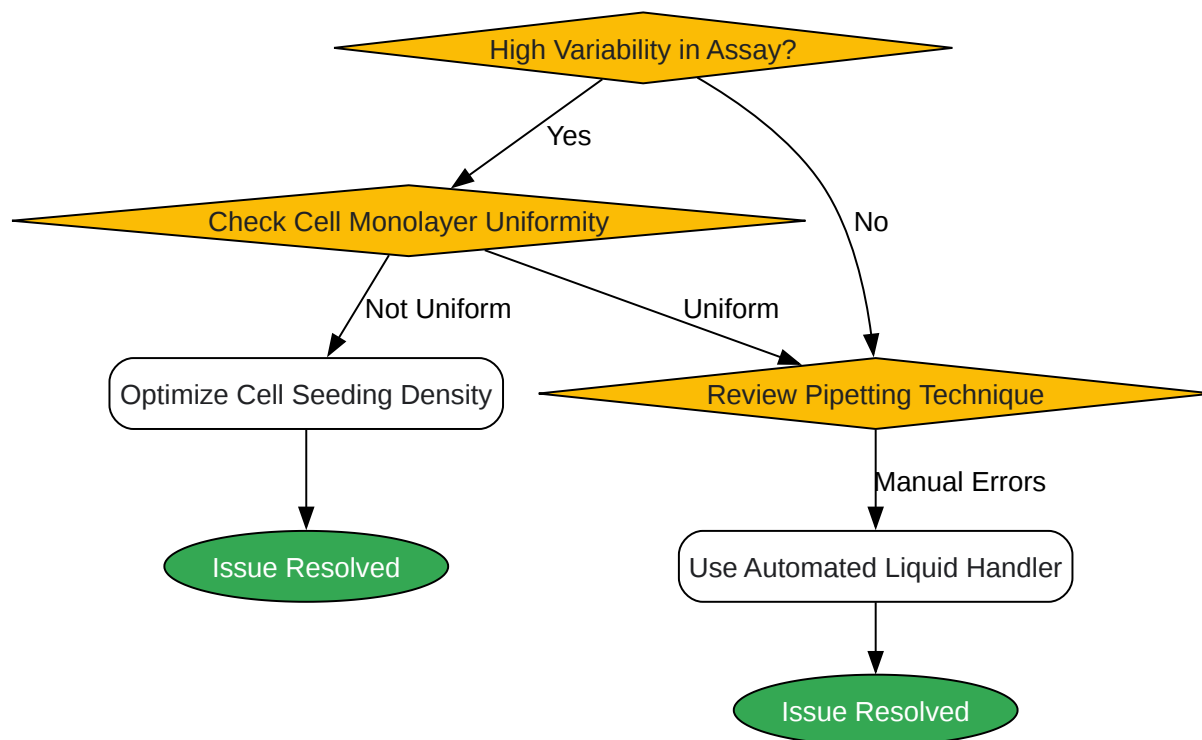 High Variability in Assay?
Yes
Check Cell Monolayer Uniformity
No
Not Uniform
Uniform
Optimize Cell Seeding Density
Review Pipetting Technique
Manual Errors
Issue Resolved
Use Automated Liquid Handler
Issue Resolved